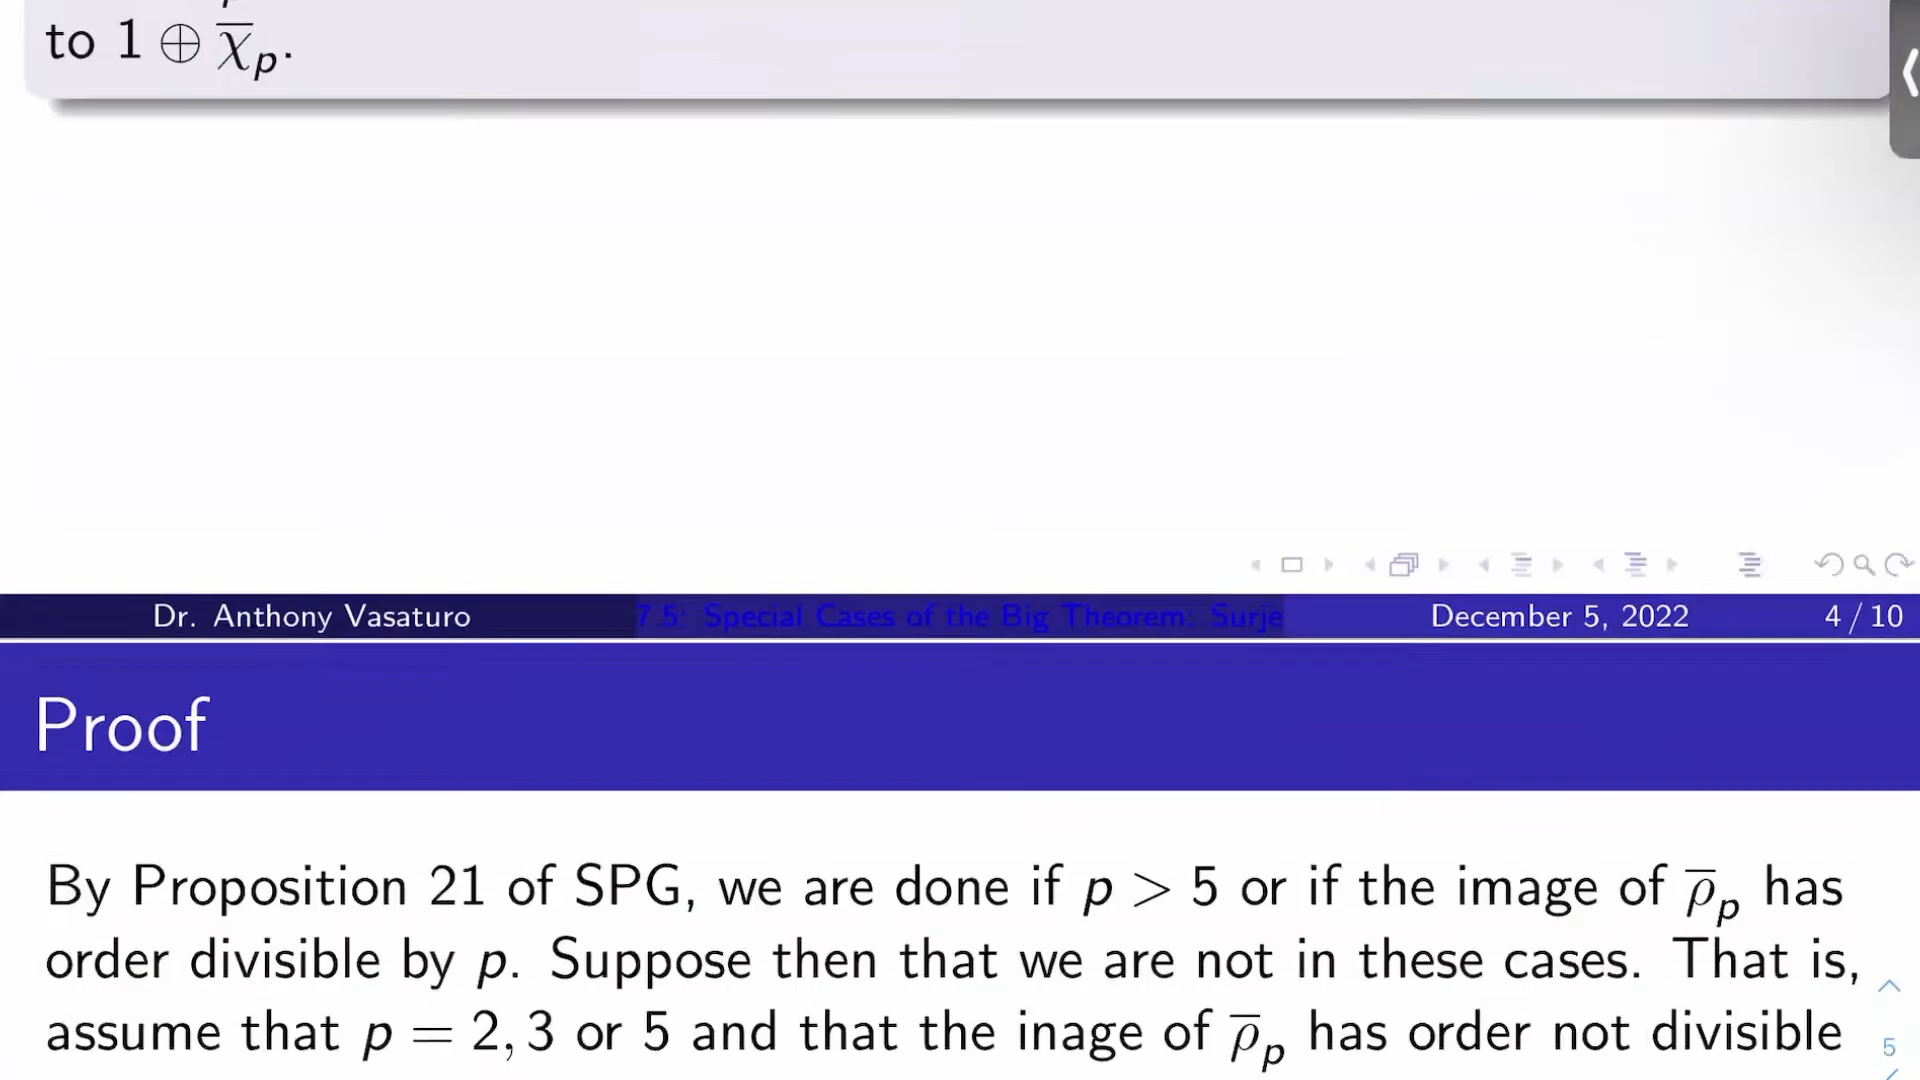 to 1 ⊕ χ̅ₚ.
Dr. Anthony Vasaturo 7.5: Special Cases of the Big Theorem: Surje December 5, 2022 4 / 10
Proof
By Proposition 21 of SPG, we are done if p > 5 or if the image of ρ̅ₚ has
order divisible by p. Suppose then that we are not in these cases. That is,
assume that p = 2, 3 or 5 and that the inage of ρ̅ₚ has order not divisible
5